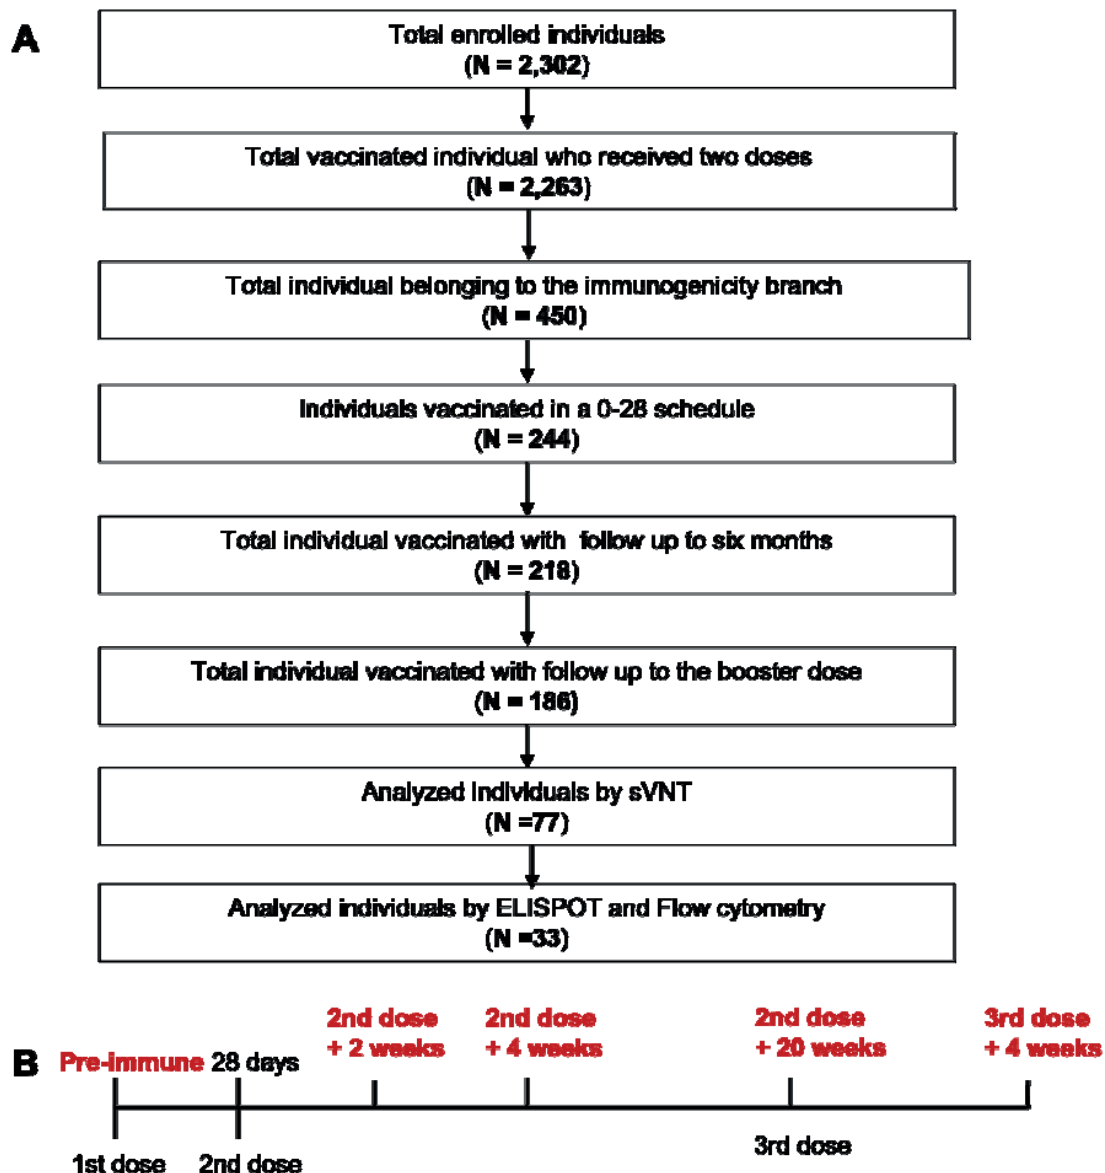 A
Total enrolled individuals
(N = 2,302)
Total vaccinated individual who received two doses
(N = 2,263)
Total individual belonging to the immunogenicity branch
(N = 450)
Individuals vaccinated in a 0-28 schedule
(N = 244)
Total individual vaccinated with follow up to six months
(N = 218)
Total individual vaccinated with follow up to the booster dose
(N = 186)
Analyzed individuals by sVNT
(N =77)
Analyzed individuals by ELISPOT and Flow cytometry
(N =33)
B
Pre-immune 28 days
2nd dose
+ 2 weeks
2nd dose
+ 4 weeks
2nd dose
+ 20 weeks
3rd dose
+ 4 weeks
1st dose
2nd dose
3rd dose